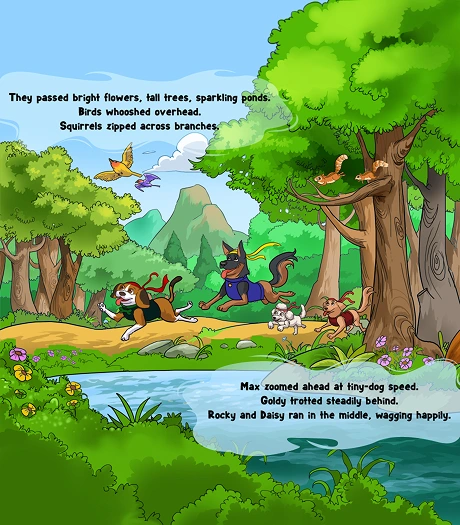 They passed bright flowers, tall trees, sparkling ponds.
Birds whooshed overhead.
Squirrels zipped across branches.
Max zoomed ahead at tiny-dog speed.
Goldy trotted steadily behind.
Rocky and Daisy ran in the middle, wagging happily.